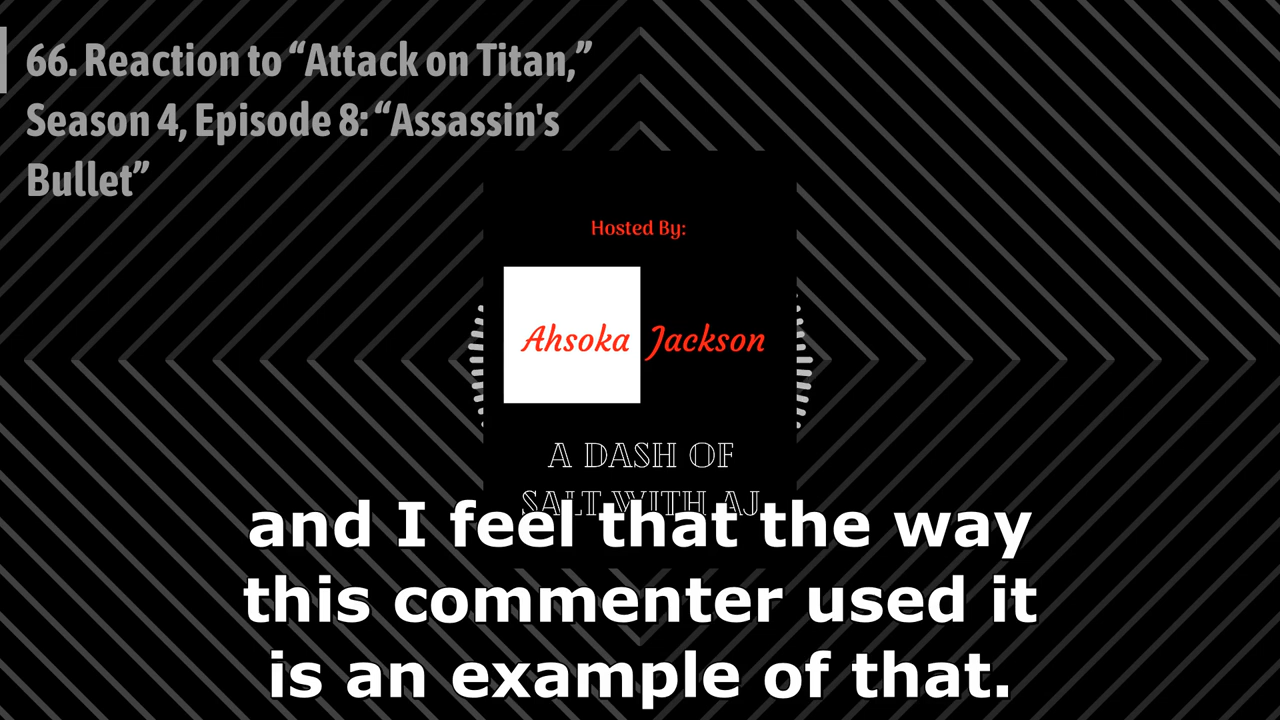 66. Reaction to “Attack on Titan,”
Season 4, Episode 8: “Assassin's
Bullet”
Hosted By:
Ahsoka Jackson
A DASH OF
SALT WITH AJ
and I feel that the way
this commenter used it
is an example of that.